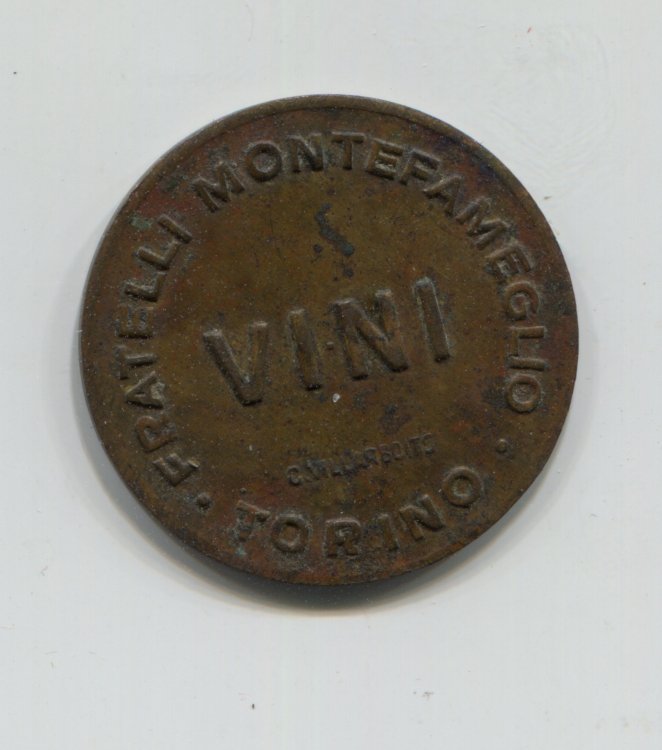 FRATELLI MONTEFAMEGLIO
VINI
• TORINO •